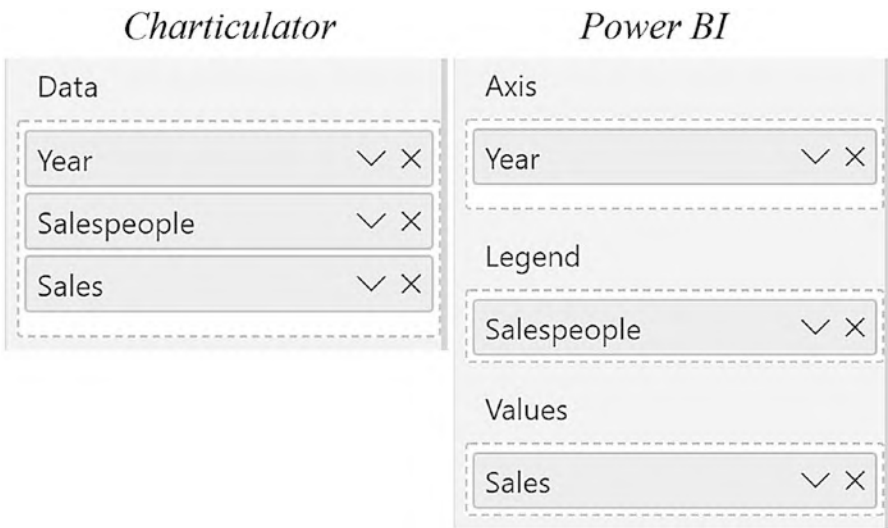 Charticulator
Data
Year
Salespeople
Sales
Power BI
Axis
Year
Legend
Salespeople
Values
Sales